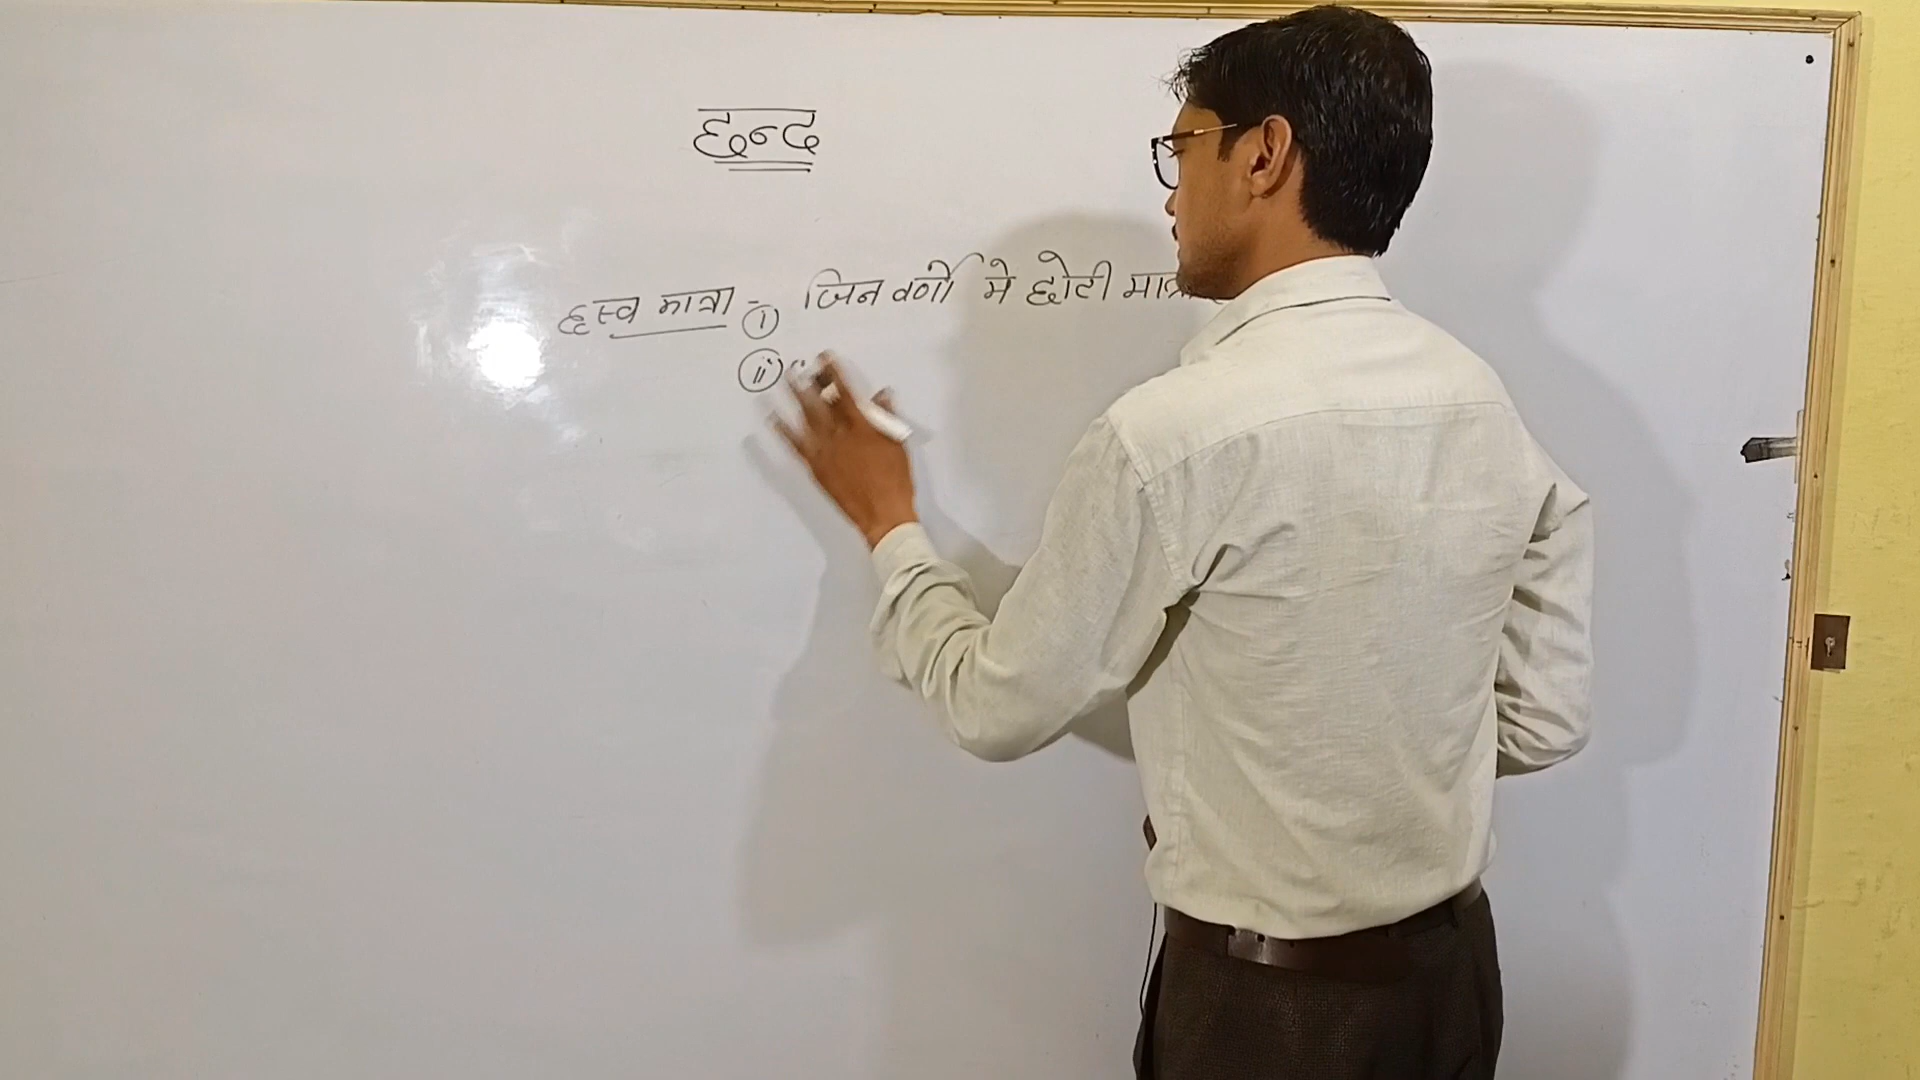 छन्द
ह्रस्व मात्रा - (i) जिन वर्णो मे छोटी मात्रा
(ii)